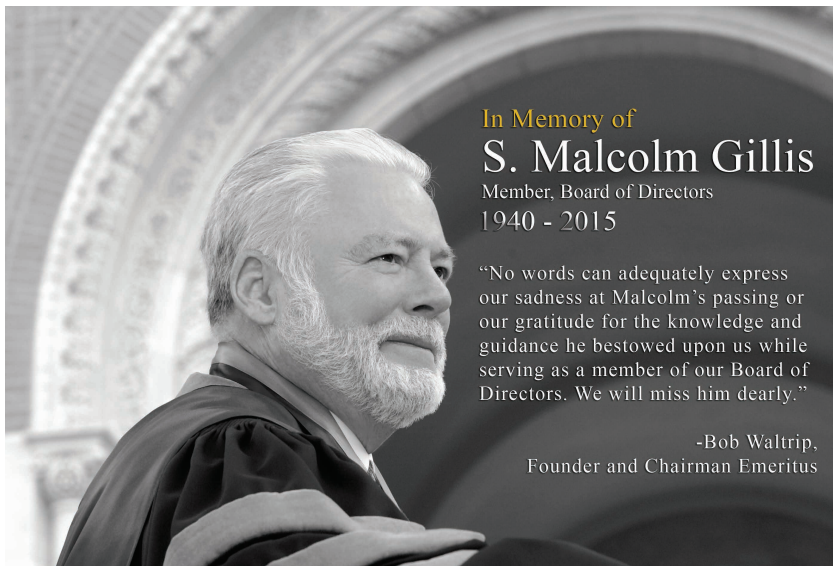 In Memory of
S. Malcolm Gillis
Member, Board of Directors
1940 - 2015
“No words can adequately express
our sadness at Malcolm’s passing or
our gratitude for the knowledge and
guidance he bestowed upon us while
serving as a member of our Board of
Directors. We will miss him dearly.”
-Bob Waltrip,
Founder and Chairman Emeritus